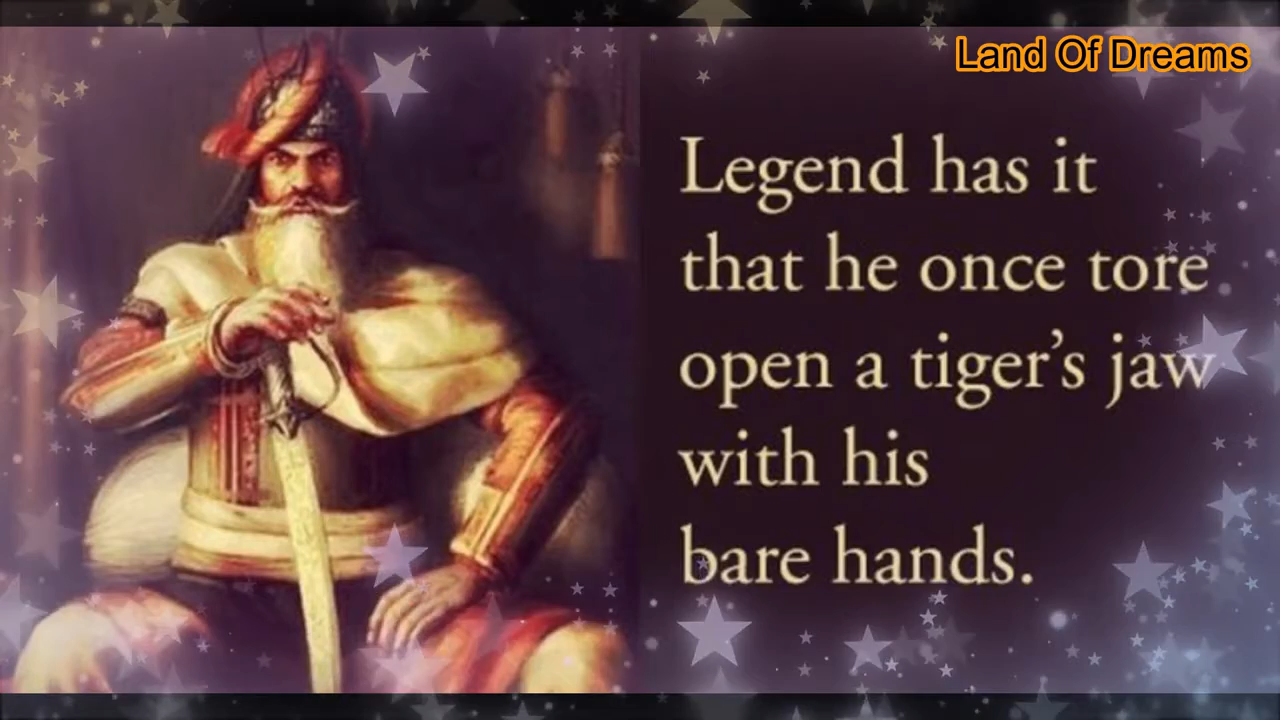 Land Of Dreams
Legend has it
that he once tore
open a tiger’s jaw
with his
bare hands.